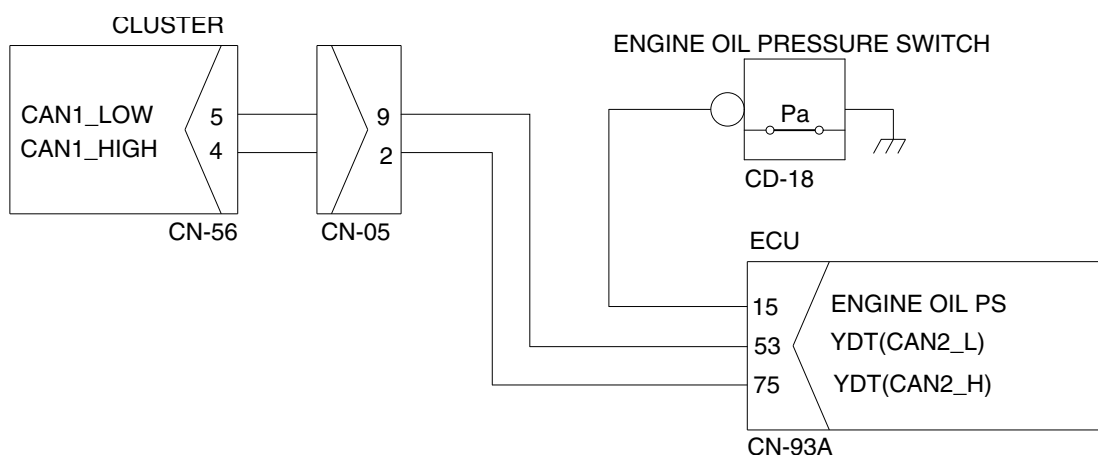 CLUSTER
CAN1_LOW 5
CAN1_HIGH 4
CN-56
9
2
CN-05
ENGINE OIL PRESSURE SWITCH
Pa
CD-18
ECU
15 ENGINE OIL PS
53 YDT(CAN2_L)
75 YDT(CAN2_H)
CN-93A